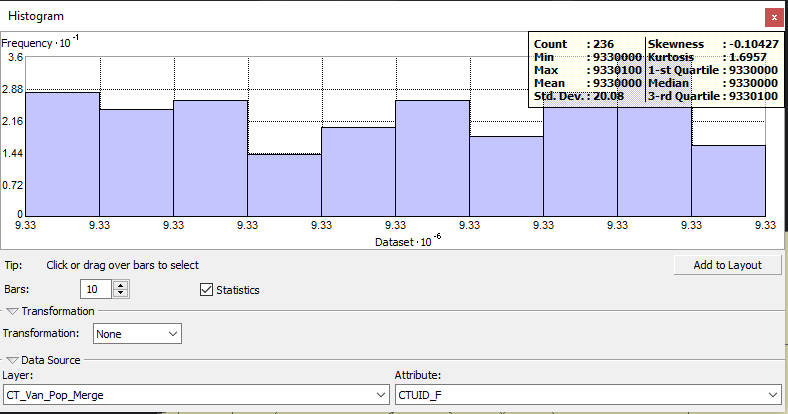 Histogram
x
Frequency · 10⁻¹
Count : 236 Skewness : -0.10427
Min : 9330000 Kurtosis : 1.6957
Max : 9330100 1-st Quartile : 9330000
Mean : 9330000 Median : 9330000
Std. Dev. : 20.08 3-rd Quartile : 9330100
3.6
2.88
2.16
1.44
0.72
0
9.33 9.33 9.33 9.33 9.33 9.33 9.33 9.33 9.33 9.33 9.33
Dataset · 10⁻⁶
Tip: Click or drag over bars to select
Add to Layout
Bars: 10 Statistics
Transformation
Transformation: None
Data Source
Layer: Attribute:
CT_Van_Pop_Merge CTUID_F